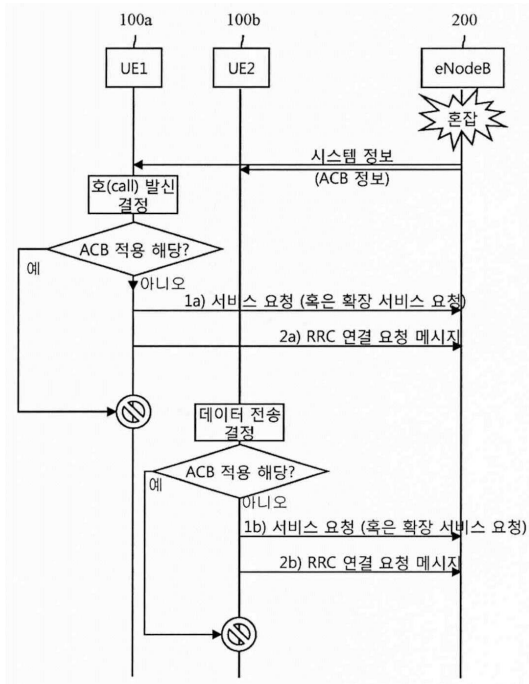 100a 100b 200
UE1 UE2 eNodeB
혼잡
시스템 정보
(ACB 정보)
호(call) 발신
결정
ACB 적용 해당?
예
아니오
1a) 서비스 요청 (혹은 확장 서비스 요청)
2a) RRC 연결 요청 메시지
데이터 전송
결정
ACB 적용 해당?
예
아니오
1b) 서비스 요청 (혹은 확장 서비스 요청)
2b) RRC 연결 요청 메시지